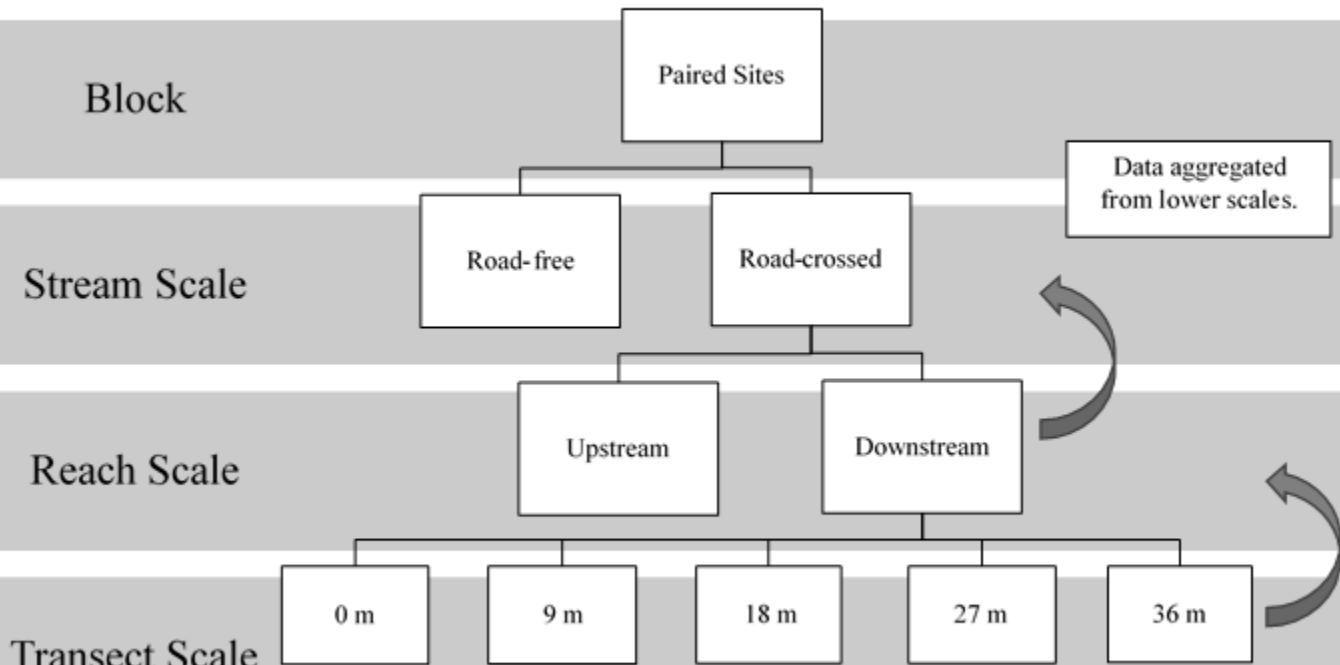 Paired Sites
Block
Data aggregated
from lower scales.
Road-free
Road-crossed
Stream Scale
Upstream
Downstream
Reach Scale
0 m
9 m
18 m
27 m
36 m
Transect Scale